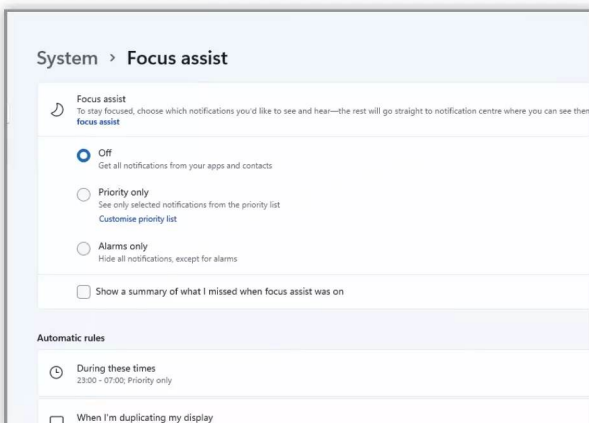 System > Focus assist
Focus assist
To stay focused, choose which notifications you'd like to see and hear—the rest will go straight to notification centre where you can see them
focus assist
Off
Get all notifications from your apps and contacts
Priority only
See only selected notifications from the priority list
Customise priority list
Alarms only
Hide all notifications, except for alarms
Show a summary of what I missed when focus assist was on
Automatic rules
During these times
23:00 - 07:00; Priority only
When I'm duplicating my display